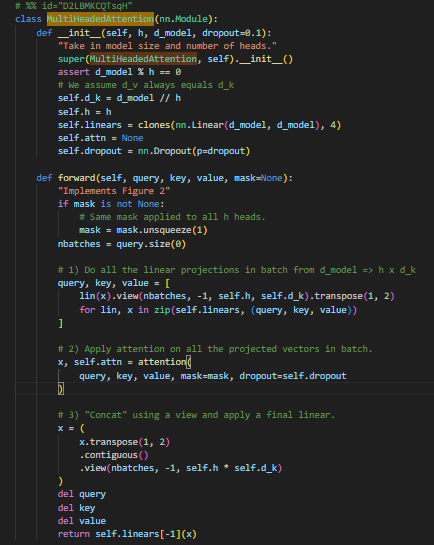 # %% id="D2LBMKCQTsqH"
class MultiHeadedAttention(nn.Module):
    def __init__(self, h, d_model, dropout=0.1):
        "Take in model size and number of heads."
        super(MultiHeadedAttention, self).__init__()
        assert d_model % h == 0
        # We assume d_v always equals d_k
        self.d_k = d_model // h
        self.h = h
        self.linears = clones(nn.Linear(d_model, d_model), 4)
        self.attn = None
        self.dropout = nn.Dropout(p=dropout)

    def forward(self, query, key, value, mask=None):
        "Implements Figure 2"
        if mask is not None:
            # Same mask applied to all h heads.
            mask = mask.unsqueeze(1)
        nbatches = query.size(0)

        # 1) Do all the linear projections in batch from d_model => h x d_k
        query, key, value = [
            lin(x).view(nbatches, -1, self.h, self.d_k).transpose(1, 2)
            for lin, x in zip(self.linears, (query, key, value))
        ]

        # 2) Apply attention on all the projected vectors in batch.
        x, self.attn = attention(
            query, key, value, mask=mask, dropout=self.dropout
        )

        # 3) "Concat" using a view and apply a final linear.
        x = (
            x.transpose(1, 2)
            .contiguous()
            .view(nbatches, -1, self.h * self.d_k)
        )
        del query
        del key
        del value
        return self.linears[-1](x)